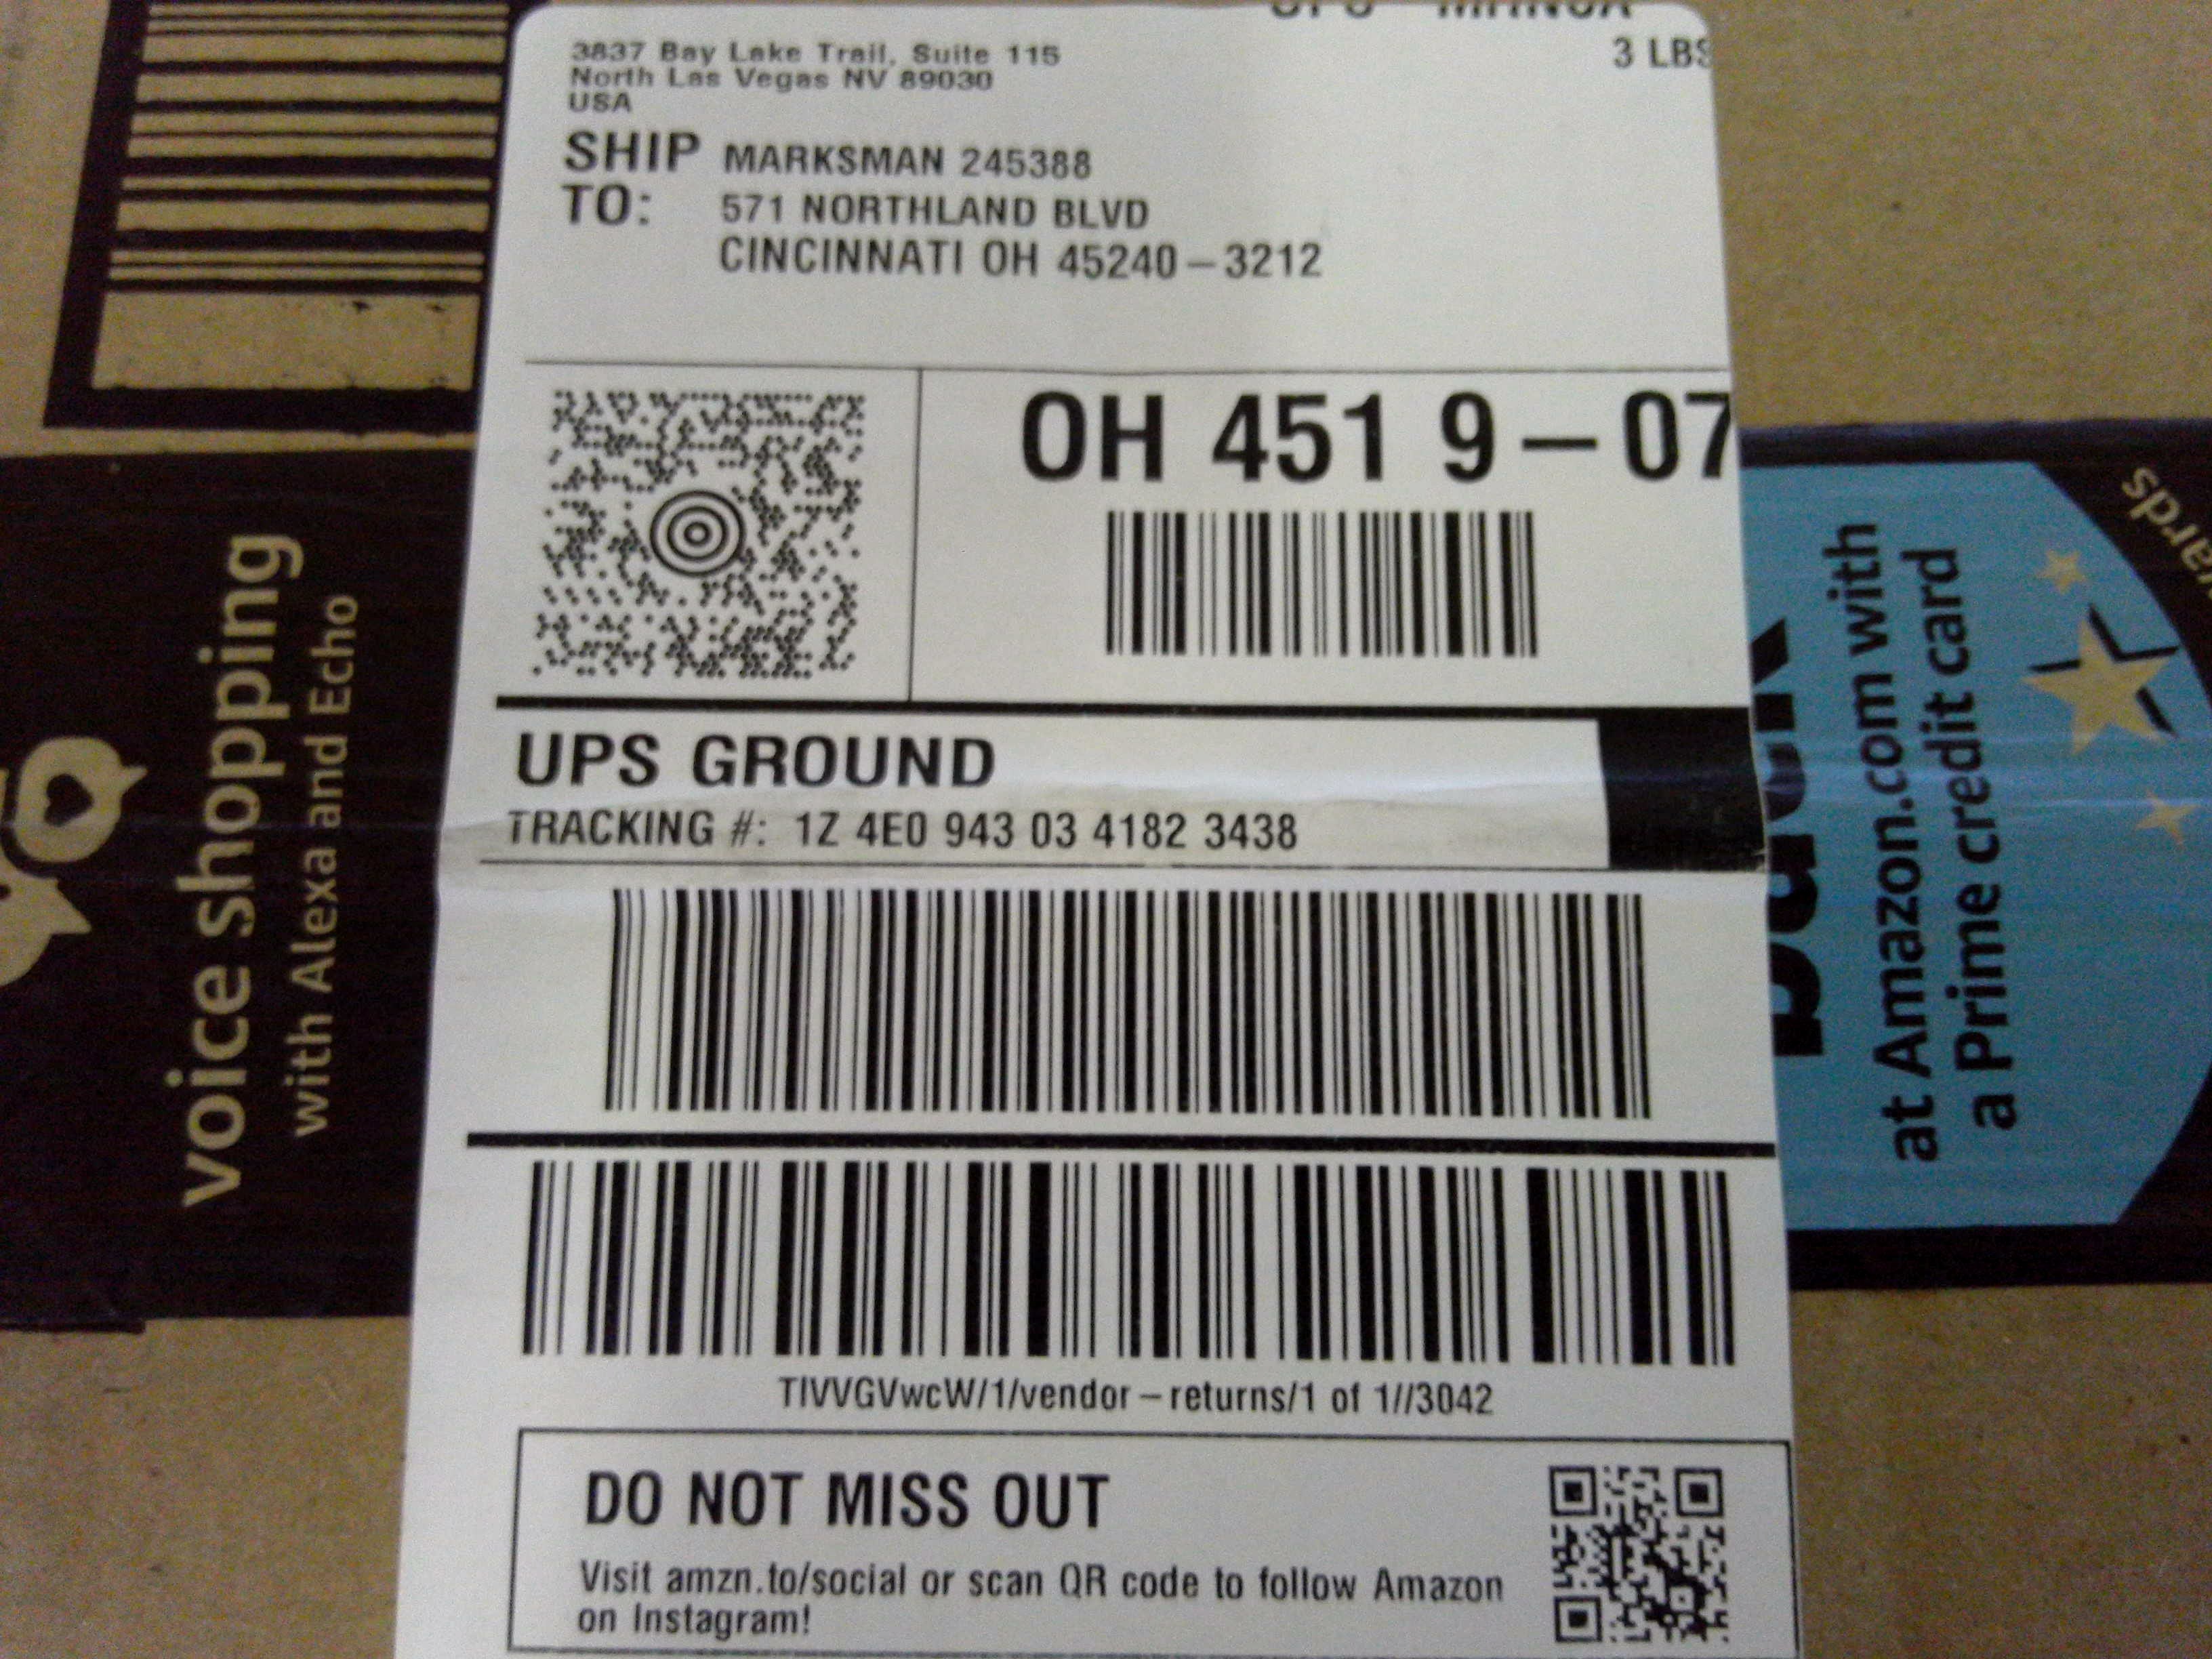 3837 Bay Lake Trail, Suite 115
North Las Vegas NV 89030
USA
3 LBS
SHIP TO:
MARKSMAN 245388
571 NORTHLAND BLVD
CINCINNATI OH 45240-3212
OH 451 9-07
UPS GROUND
TRACKING #: 1Z 4E0 943 03 4182 3438
TIVVGVwcW/1/vendor-returns/1 of 1//3042
DO NOT MISS OUT
Visit amzn.to/social or scan QR code to follow Amazon
on Instagram!
voice shopping
with Alexa and Echo
at Amazon.com with
a Prime credit card